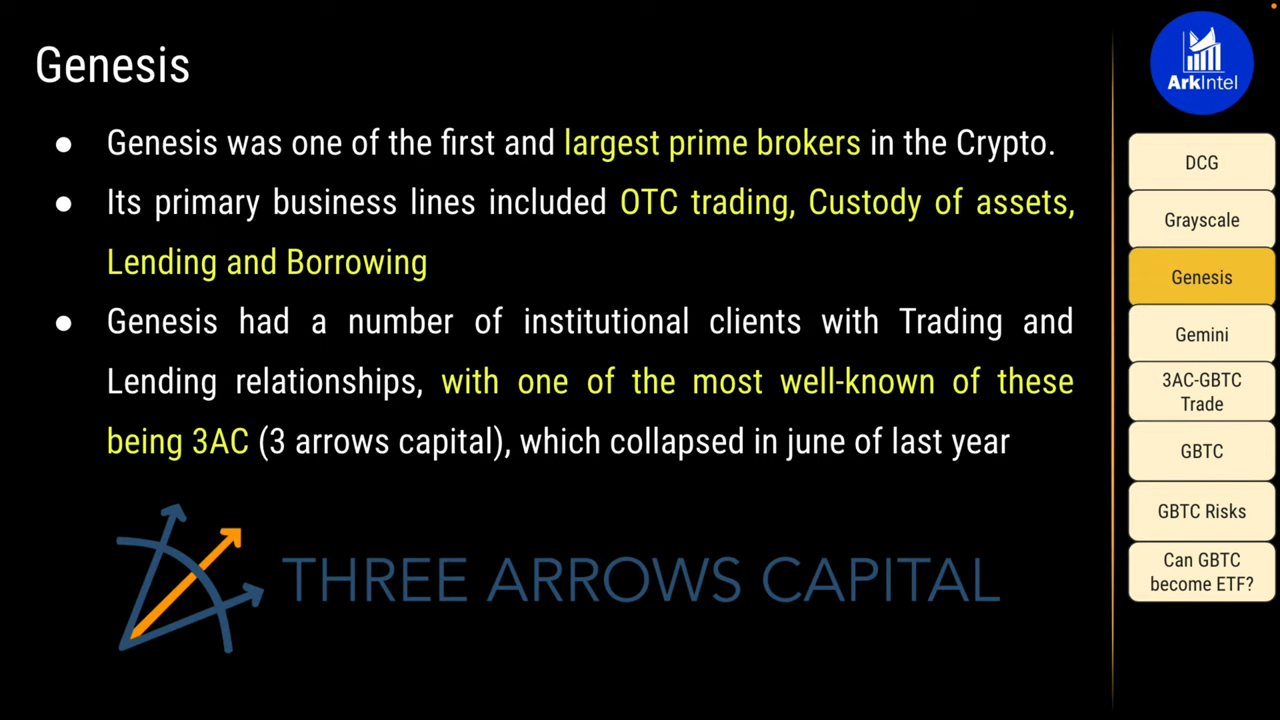 Genesis
● Genesis was one of the first and largest prime brokers in the Crypto.
● Its primary business lines included OTC trading, Custody of assets,
Lending and Borrowing
● Genesis had a number of institutional clients with Trading and
Lending relationships, with one of the most well-known of these
being 3AC (3 arrows capital), which collapsed in june of last year
THREE ARROWS CAPITAL
ArkIntel
DCG
Grayscale
Genesis
Gemini
3AC-GBTC
Trade
GBTC
GBTC Risks
Can GBTC
become ETF?